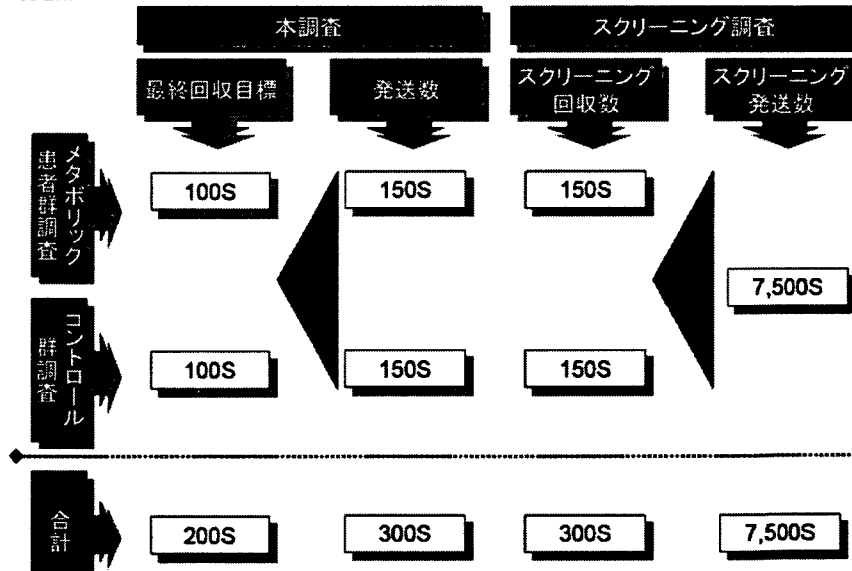 本調査
スクリーニング調査
最終回収目標
発送数
スクリーニング
回収数
スクリーニング
発送数
メタボリック
患者群調査
100S
150S
150S
7,500S
コントロール
群調査
100S
150S
150S
合計
200S
300S
300S
7,500S